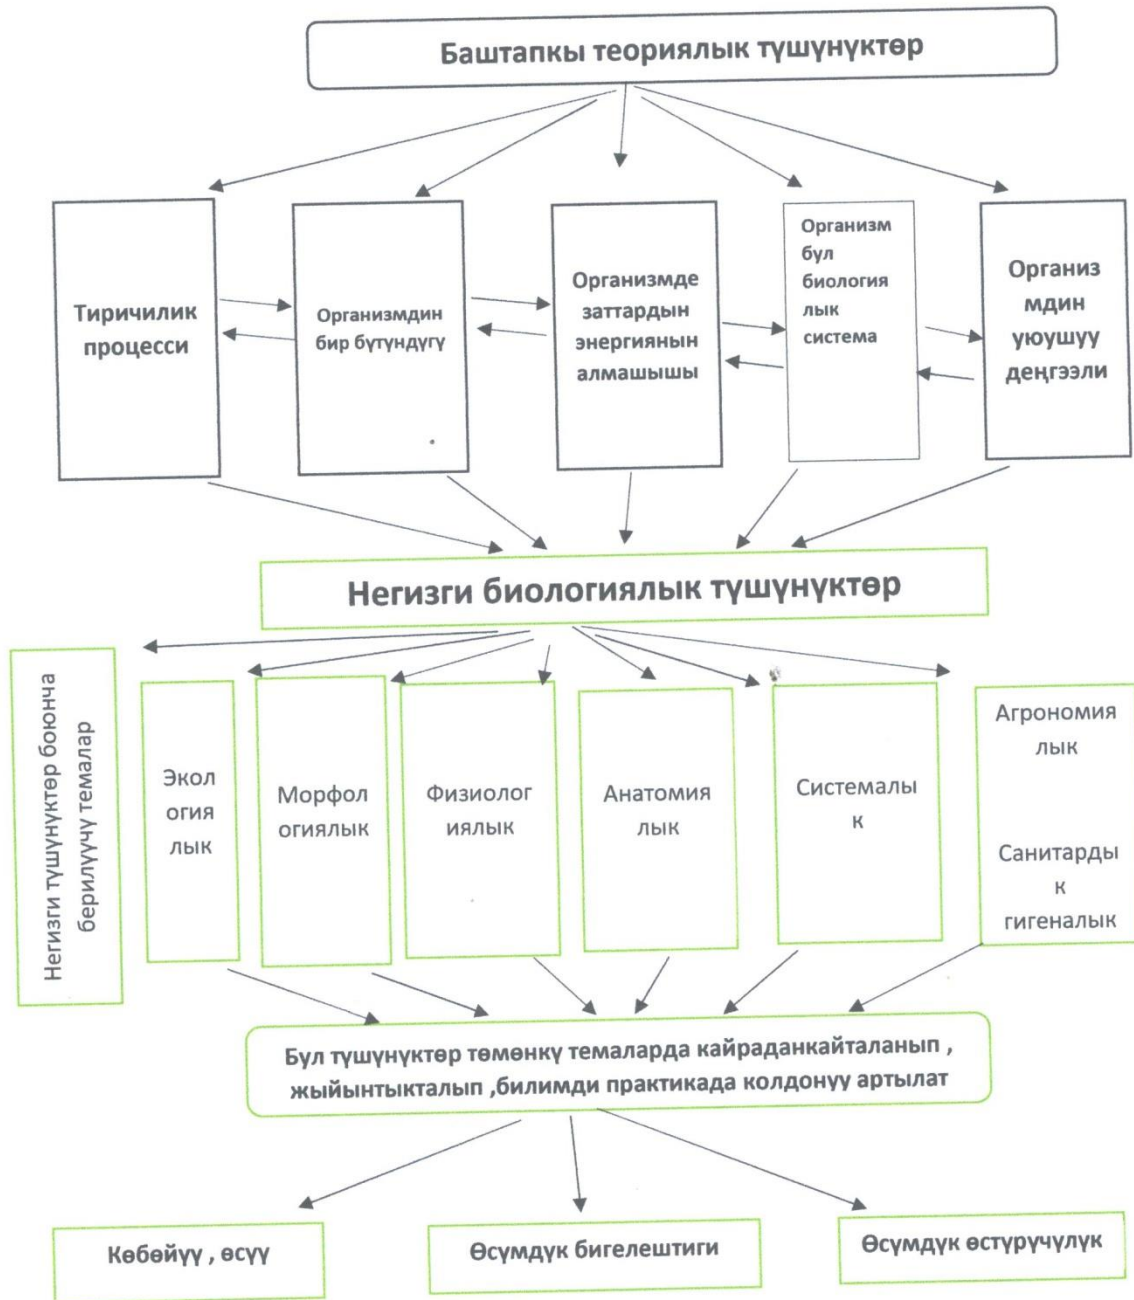 Баштапкы теориялык түшүнүктөр
Тиричилик
процесси
Организмдин
бир бүтүндүгү
Организмде
заттардын
энергиянын
алмашышы
Организм
бул
биология
лык
система
Организ
мдин
уюушуу
деңгээли
Негизги биологиялык түшүнүктөр
Негизги түшүнүктөр боюнча
берилүүчү темалар
Экол
огия
лык
Морфол
огиялык
Физиолог
иялык
Анатомия
лык
Системалы
к
Агрономия
лык
Санитарды
к
гигеналык
Бул түшүнүктөр төмөнкү темаларда кайраданкайталанып ,
жыйынтыкталып ,билимди практикада колдонуу артылат
Көбөйүү , өсүү
Өсүмдүк бигелештиги
Өсүмдүк өстүрүчүлүк